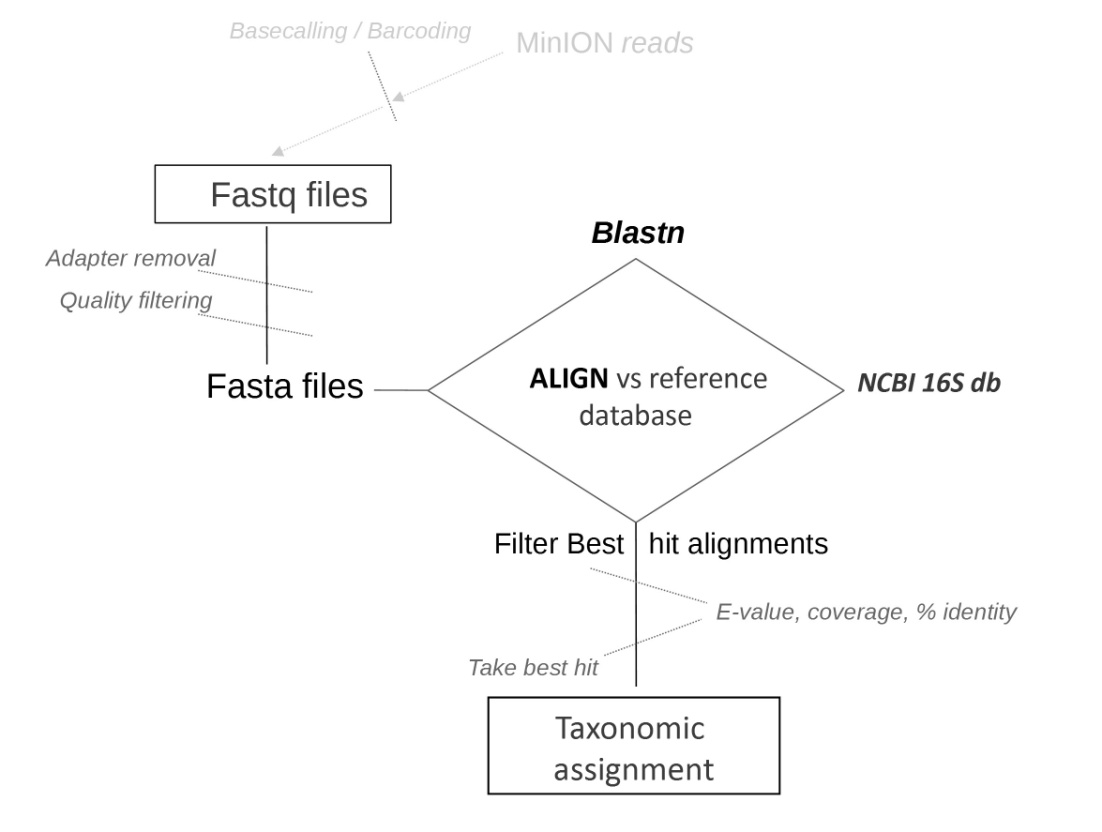 Basecalling / Barcoding
MinION reads
Fastq files
Adapter removal
Quality filtering
Fasta files
Blastn
ALIGN vs reference
database
NCBI 16S db
Filter Best hit alignments
E-value, coverage, % identity
Take best hit
Taxonomic
assignment